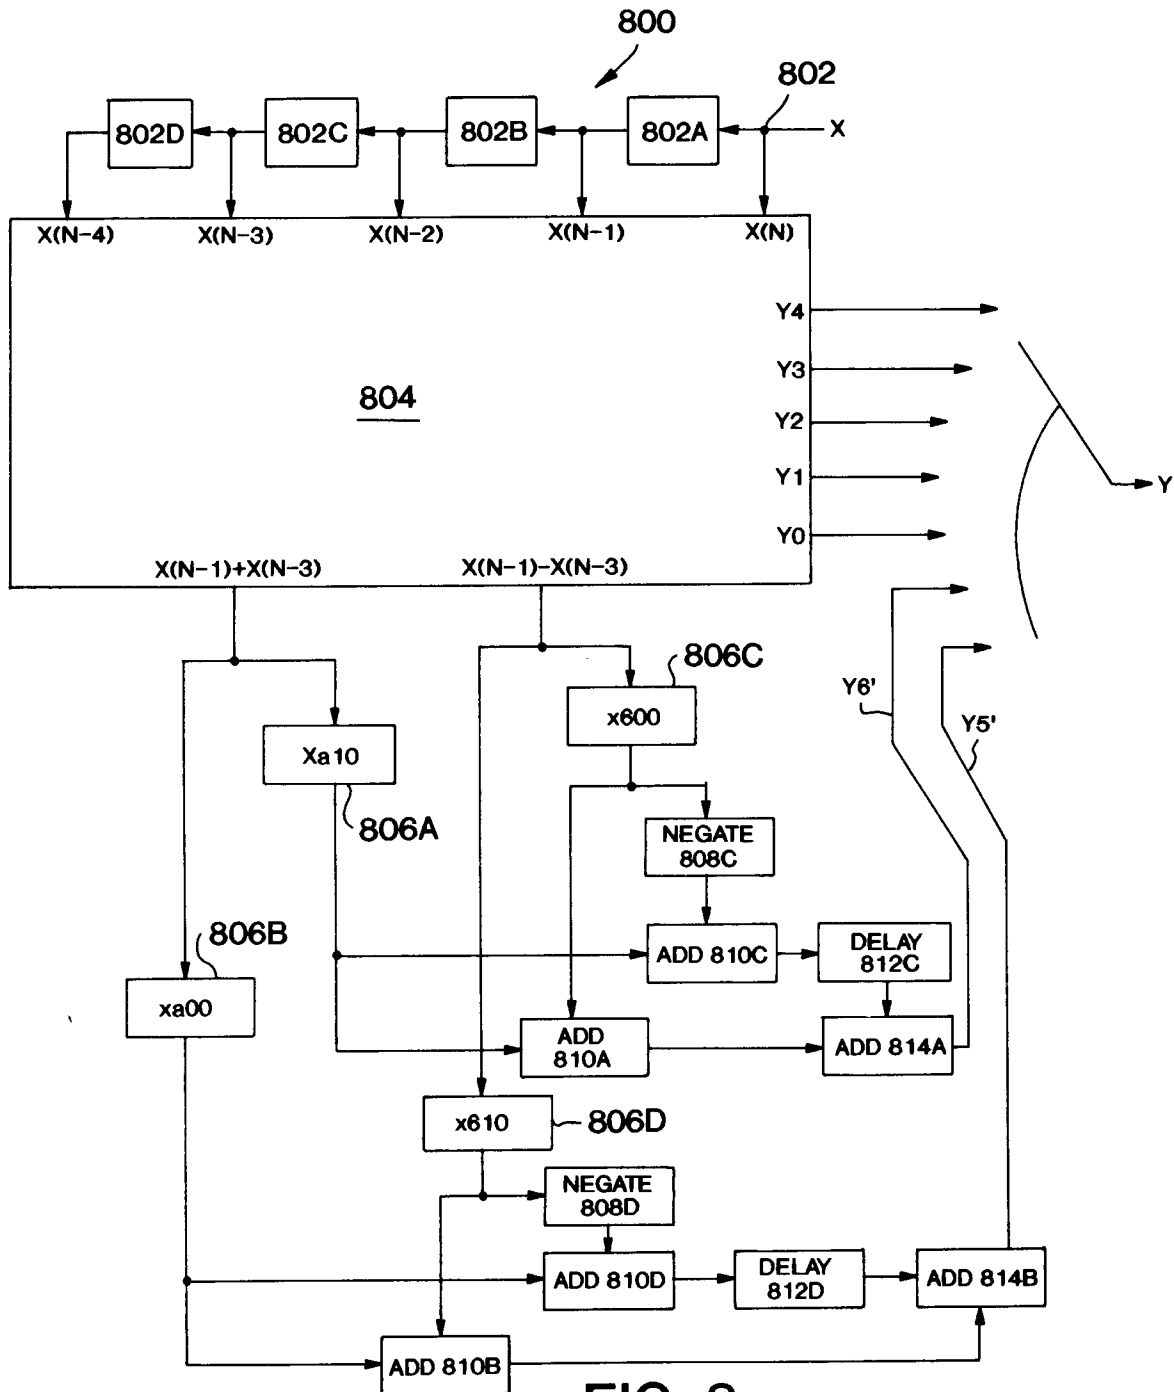 800
802
802D
802C
802B
802A
X
X(N-4)
X(N-3)
X(N-2)
X(N-1)
X(N)
Y4
Y3
804
Y2
Y1
Y
Y0
X(N-1)+X(N-3)
X(N-1)-X(N-3)
806C
Y6'
x600
Y5'
Xa10
806A
NEGATE
808C
806B
ADD 810C
DELAY
812C
xa00
ADD
810A
ADD 814A
x610
806D
NEGATE
808D
ADD 810D
DELAY
812D
ADD 814B
ADD 810B